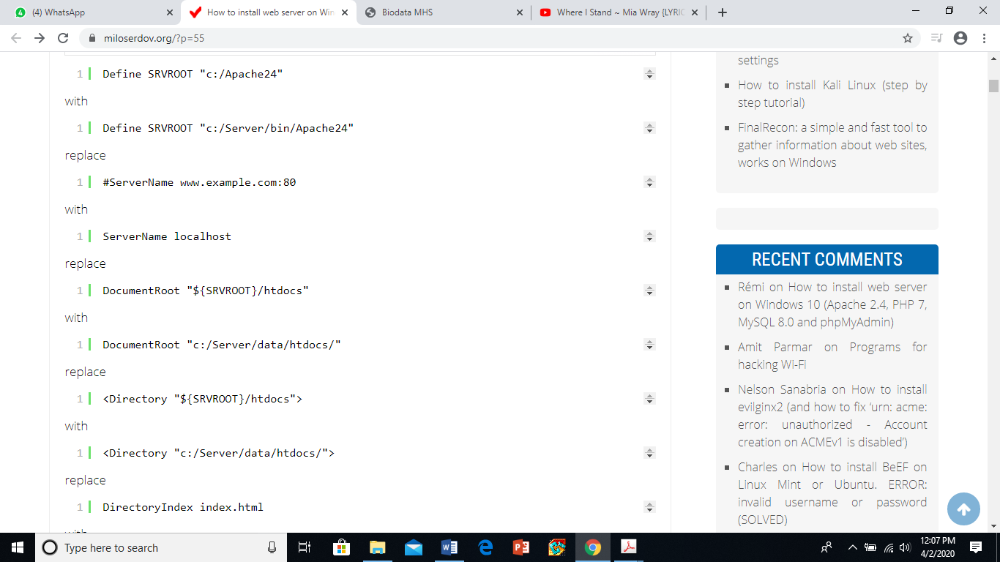 (4) WhatsApp
How to install web server on Win
Biodata MHS
Where I Stand ~ Mia Wray {LYRIC
miloserdov.org/?p=55
1 Define SRVROOT "c:/Apache24"
with
1 Define SRVROOT "c:/Server/bin/Apache24"
replace
1 #ServerName www.example.com:80
with
1 ServerName localhost
replace
1 DocumentRoot "${SRVROOT}/htdocs"
with
1 DocumentRoot "c:/Server/data/htdocs/"
replace
1 <Directory "${SRVROOT}/htdocs">
with
1 <Directory "c:/Server/data/htdocs/">
replace
1 DirectoryIndex index.html
with
settings
How to install Kali Linux (step by
step tutorial)
FinalRecon: a simple and fast tool to
gather information about web sites,
works on Windows
RECENT COMMENTS
Rémi on How to install web server
on Windows 10 (Apache 2.4, PHP 7,
MySQL 8.0 and phpMyAdmin)
Amit Parmar on Programs for
hacking Wi-Fi
Nelson Sanabria on How to install
evilginx2 (and how to fix ‘urn: acme:
error: unauthorized - Account
creation on ACMEv1 is disabled’)
Charles on How to install BeEF on
Linux Mint or Ubuntu. ERROR:
invalid username or password
(SOLVED)
Type here to search
12:07 PM
4/2/2020